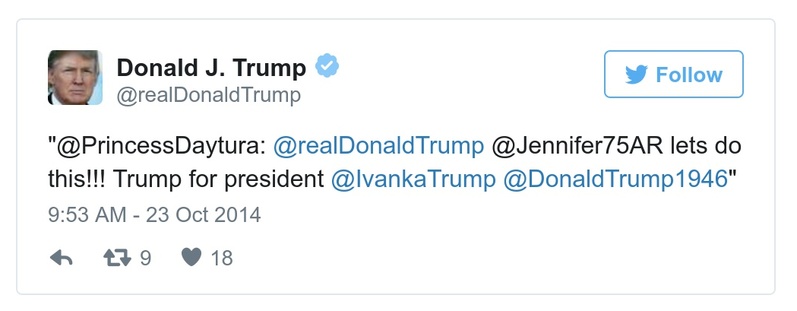 Donald J. Trump
@realDonaldTrump
Follow
"@PrincessDaytura: @realDonaldTrump @Jennifer75AR lets do
this!!! Trump for president @IvankaTrump @DonaldTrump1946"
9:53 AM - 23 Oct 2014
9 18